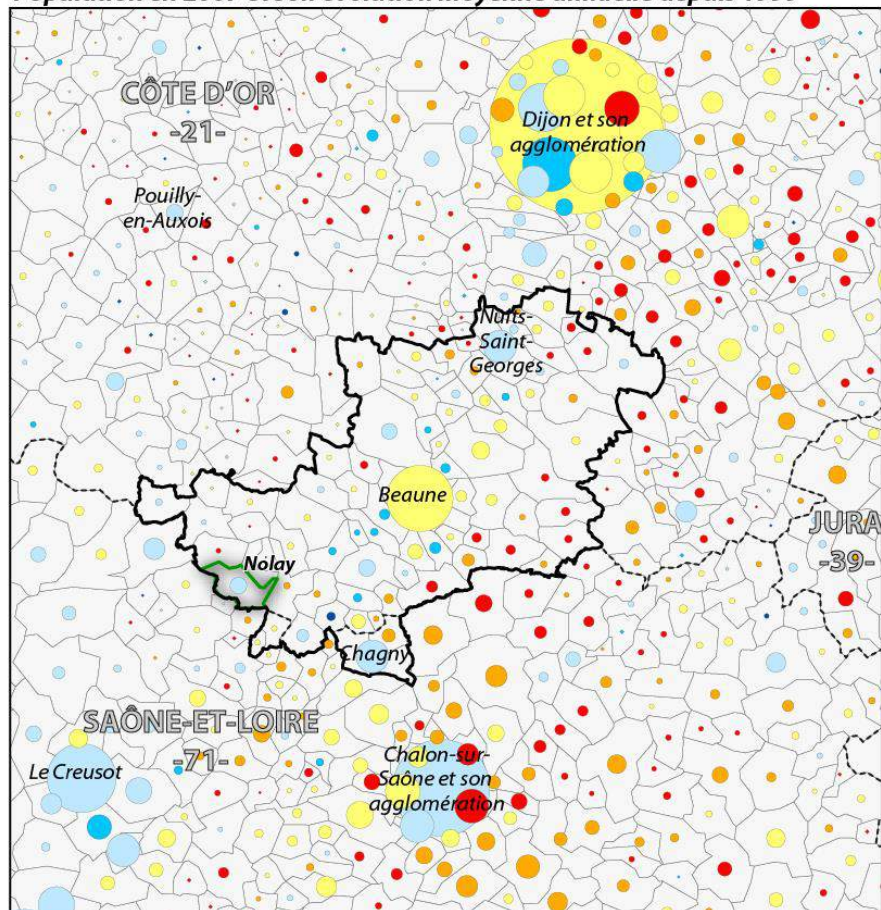 CÔTE D'OR
-21-
Dijon et son
agglomération
Pouilly-
en-Auxois
Nuits-
Saint-
Georges
Beaune
JURA
-39-
Nolay
Chagny
SAÔNE-ET-LOIRE
-71-
Le Creusot
Chalon-sur-
Saône et son
agglomération